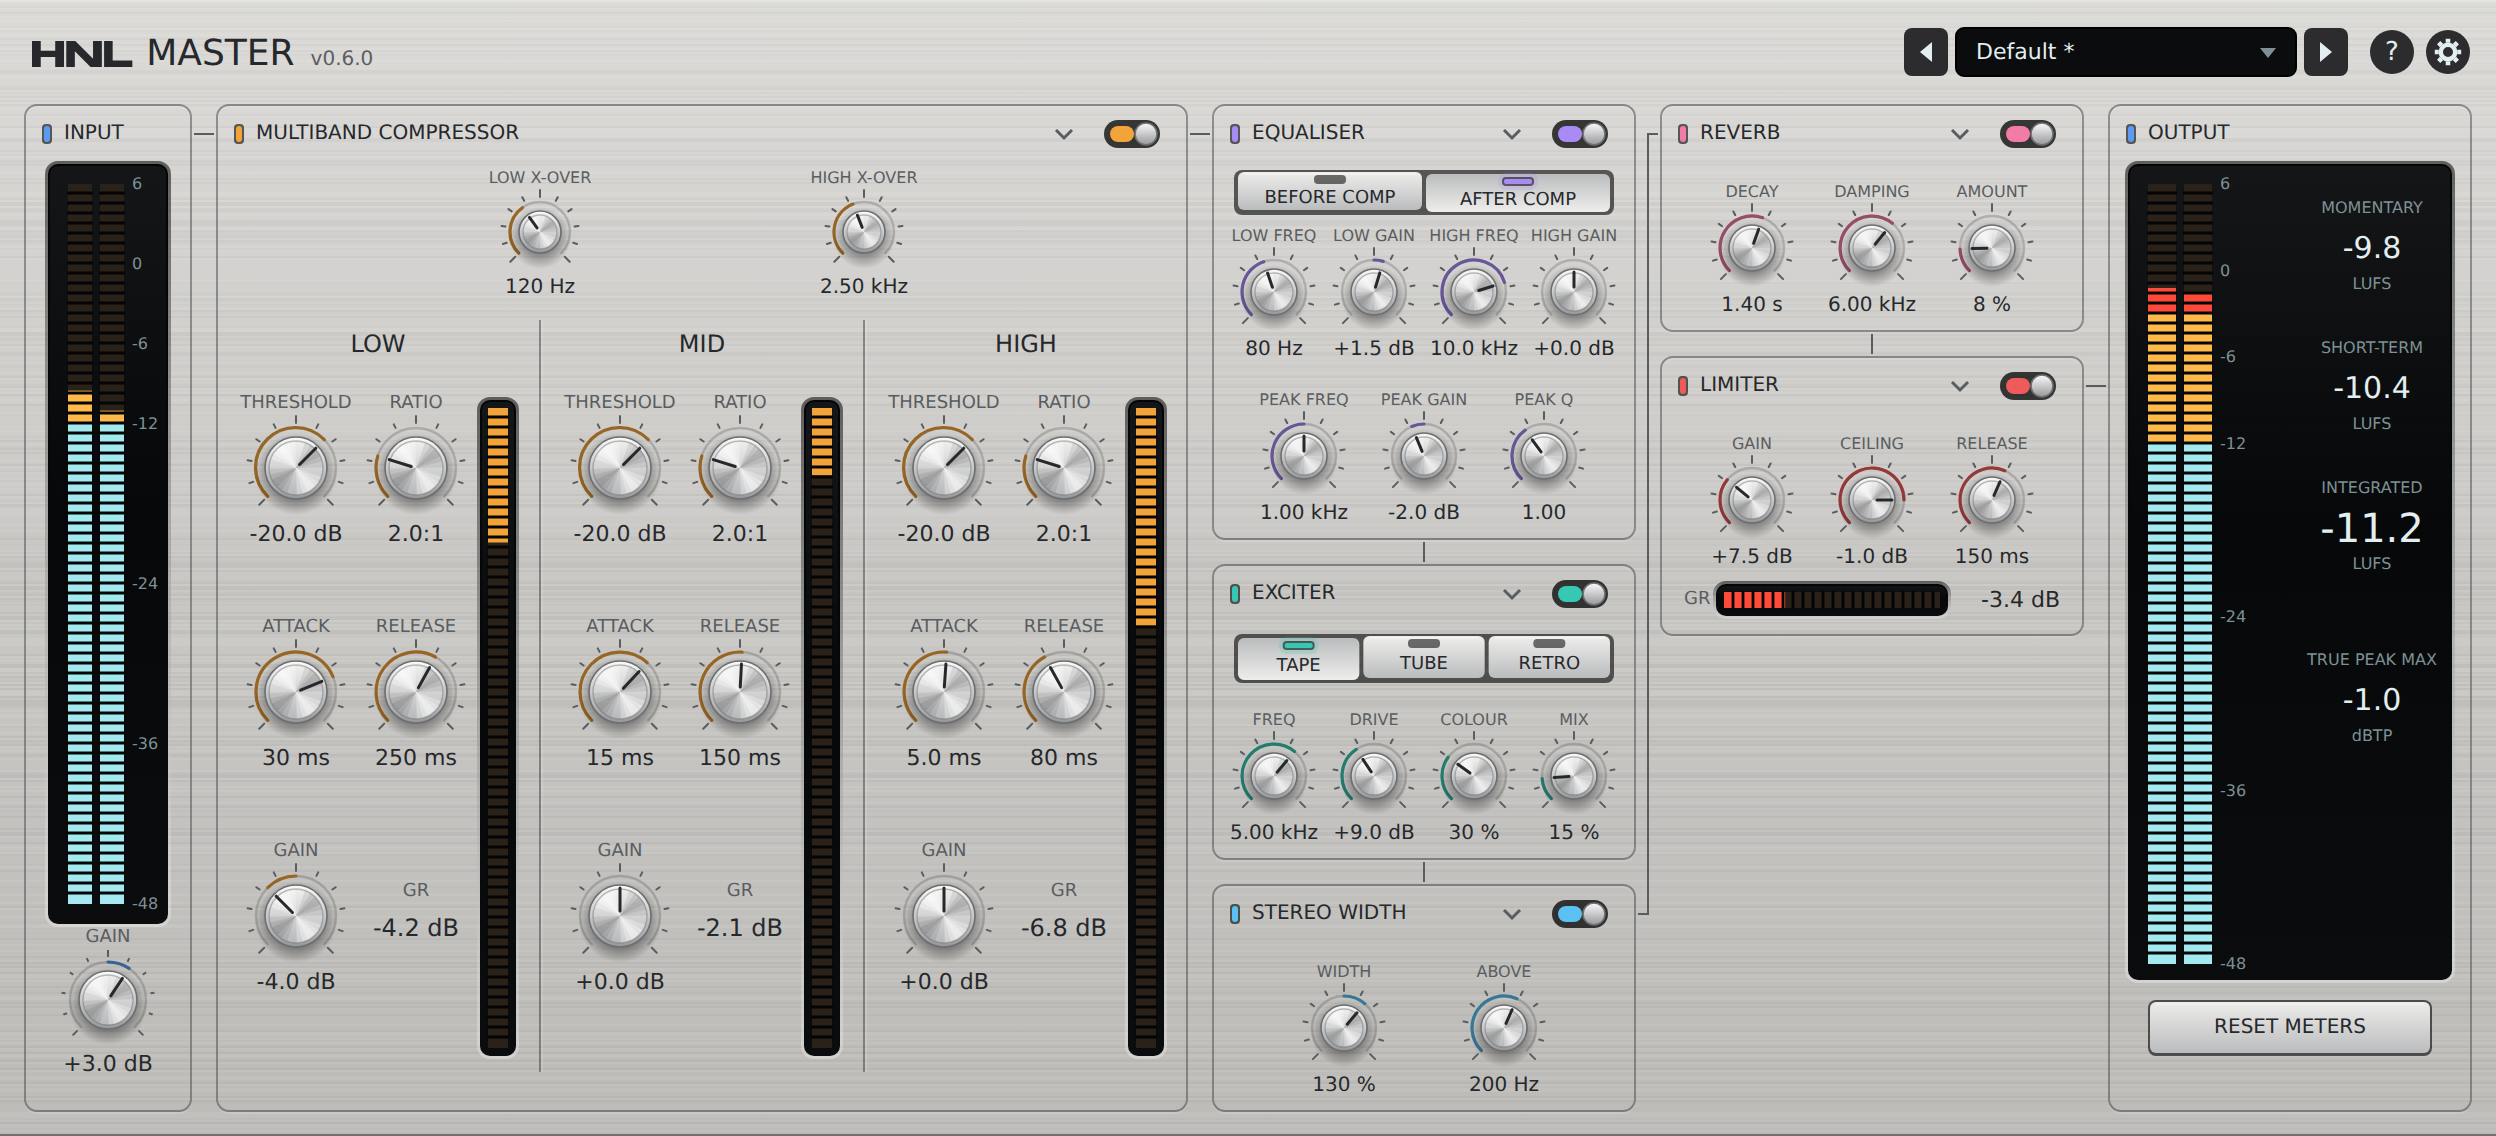 HNL MASTER v0.6.0
Default *
?
INPUT
6
0
-6
-12
-24
-36
-48
GAIN
+3.0 dB
MULTIBAND COMPRESSOR
LOW X-OVER HIGH X-OVER
120 Hz 2.50 kHz
LOW MID HIGH
THRESHOLD RATIO THRESHOLD RATIO THRESHOLD RATIO
-20.0 dB 2.0:1 -20.0 dB 2.0:1 -20.0 dB 2.0:1
ATTACK RELEASE ATTACK RELEASE ATTACK RELEASE
30 ms 250 ms 15 ms 150 ms 5.0 ms 80 ms
GAIN GAIN GAIN
GR GR GR
-4.2 dB -2.1 dB -6.8 dB
-4.0 dB +0.0 dB +0.0 dB
EQUALISER
BEFORE COMP AFTER COMP
LOW FREQ LOW GAIN HIGH FREQ HIGH GAIN
80 Hz +1.5 dB 10.0 kHz +0.0 dB
PEAK FREQ PEAK GAIN PEAK Q
1.00 kHz -2.0 dB 1.00
EXCITER
TAPE TUBE RETRO
FREQ DRIVE COLOUR MIX
5.00 kHz +9.0 dB 30 % 15 %
STEREO WIDTH
WIDTH ABOVE
130 % 200 Hz
REVERB
DECAY DAMPING AMOUNT
1.40 s 6.00 kHz 8 %
LIMITER
GAIN CEILING RELEASE
+7.5 dB -1.0 dB 150 ms
GR -3.4 dB
OUTPUT
6
0
-6
-12
-24
-36
-48
MOMENTARY
-9.8
LUFS
SHORT-TERM
-10.4
LUFS
INTEGRATED
-11.2
LUFS
TRUE PEAK MAX
-1.0
dBTP
RESET METERS